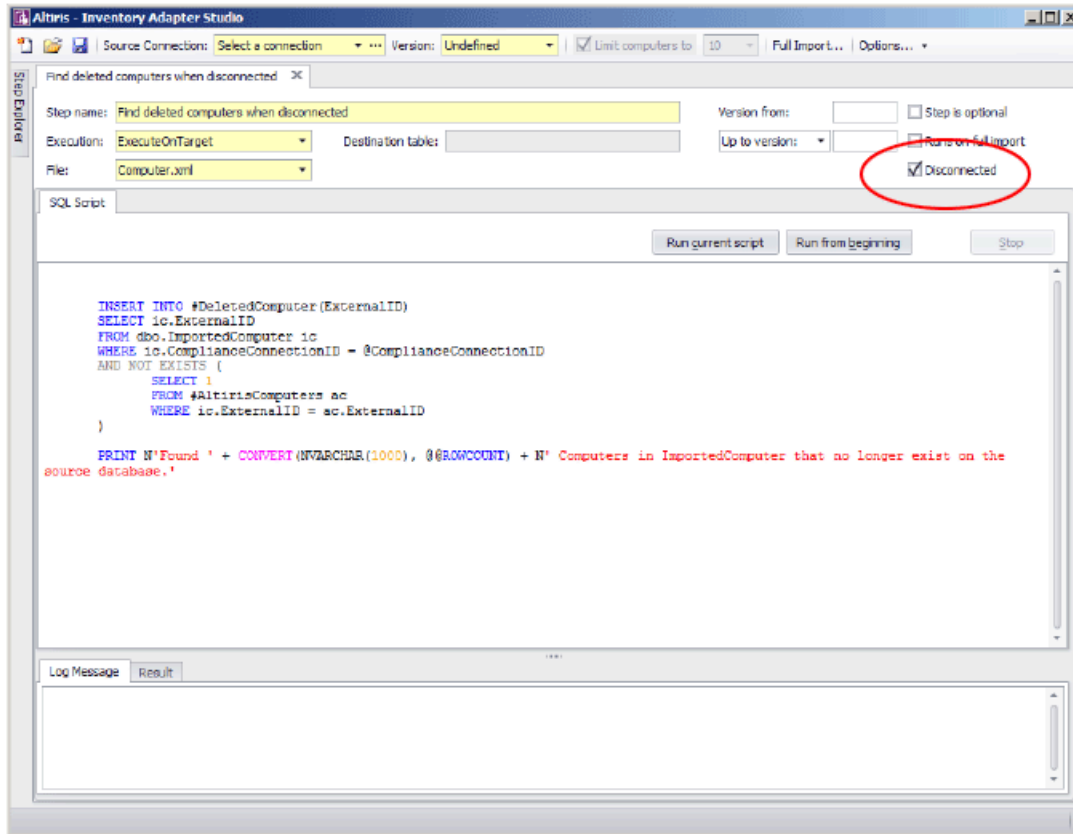 Altiris - Inventory Adapter Studio
Source Connection: Select a connection Version: Undefined Limit computers to 10 Full Import... Options...
Step Explorer
Find deleted computers when disconnected
Step name: Find deleted computers when disconnected Version from: Step is optional
Execution: ExecuteOnTarget Destination table: Up to version: Runs on full import
File: Computer.xml Disconnected
SQL Script
Run current script Run from beginning Stop
INSERT INTO #DeletedComputer(ExternalID)
SELECT ic.ExternalID
FROM dbo.ImportedComputer ic
WHERE ic.ComplianceConnectionID = @ComplianceConnectionID
AND NOT EXISTS (
SELECT 1
FROM #AltirisComputers ac
WHERE ic.ExternalID = ac.ExternalID
)
PRINT N'Found ' + CONVERT(NVARCHAR(1000), @@ROWCOUNT) + N' Computers in ImportedComputer that no longer exist on the
source database.'
Log Message Result